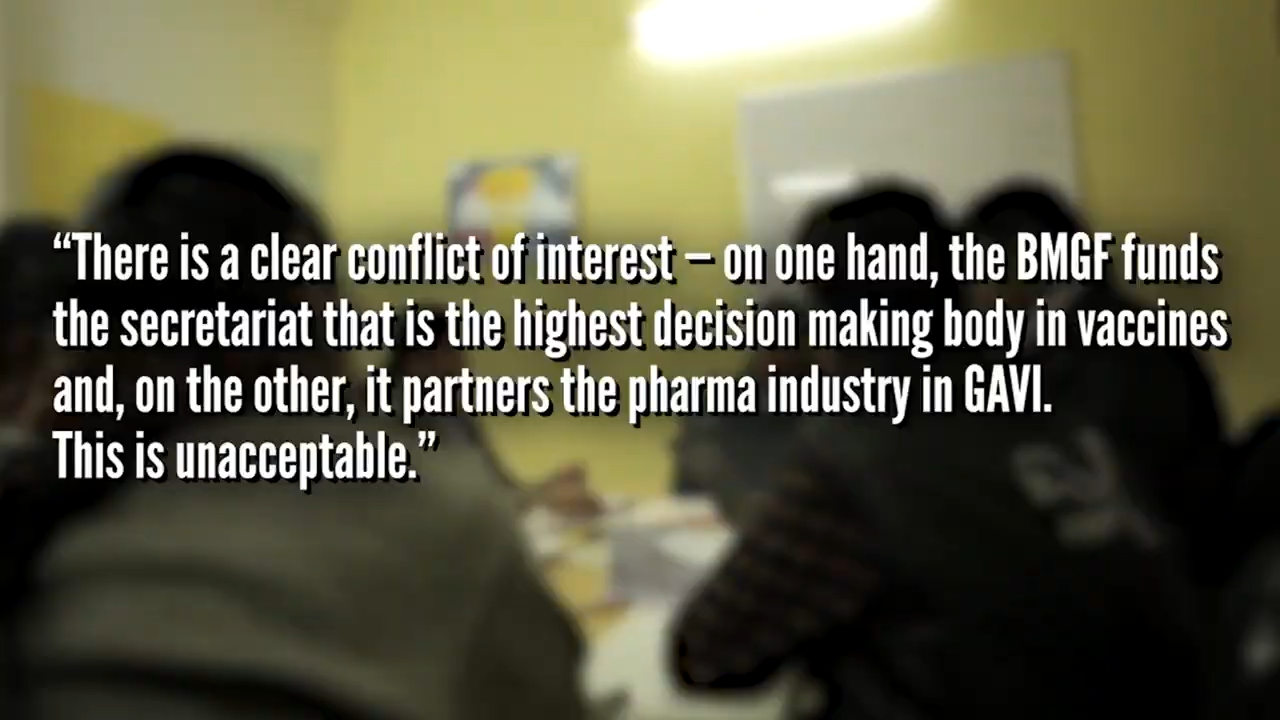 “There is a clear conflict of interest – on one hand, the BMGF funds
the secretariat that is the highest decision making body in vaccines
and, on the other, it partners the pharma industry in GAVI.
This is unacceptable.”